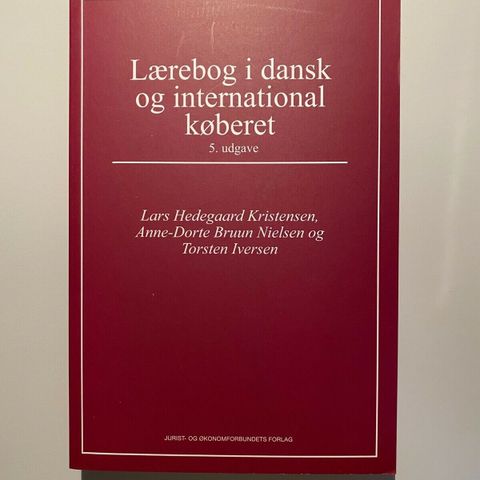 Lærebog i dansk
og international
køberet
5. udgave
Lars Hedegaard Kristensen,
Anne-Dorte Bruun Nielsen og
Torsten Iversen
JURIST- OG ØKONOMFORBUNDETS FORLAG